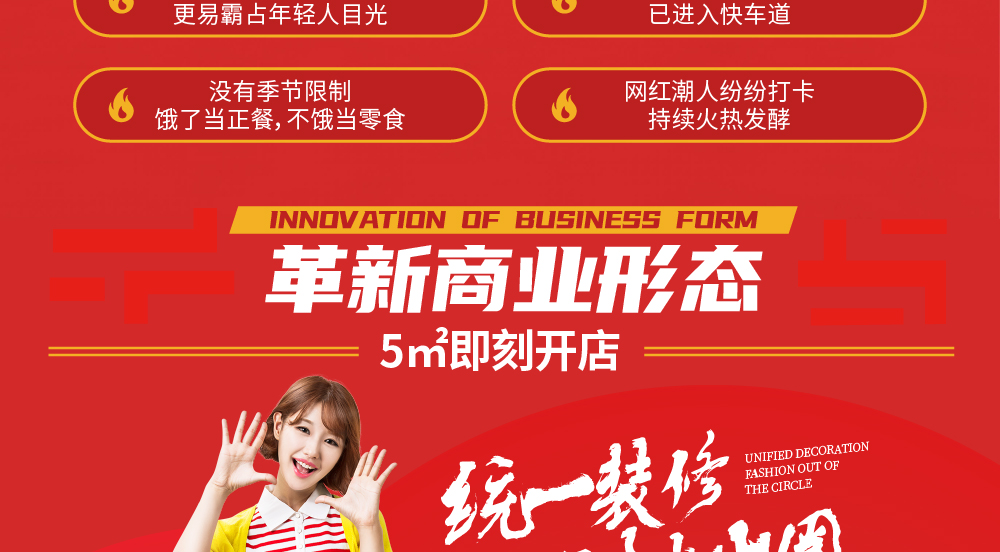 更易霸占年轻人目光
已进入快车道
没有季节限制
饿了当正餐，不饿当零食
网红潮人纷纷打卡
持续火热发酵
INNOVATION OF BUSINESS FORM
革新商业形态
5㎡即刻开店
统一装修
UNIFIED DECORATION
FASHION OUT OF
THE CIRCLE